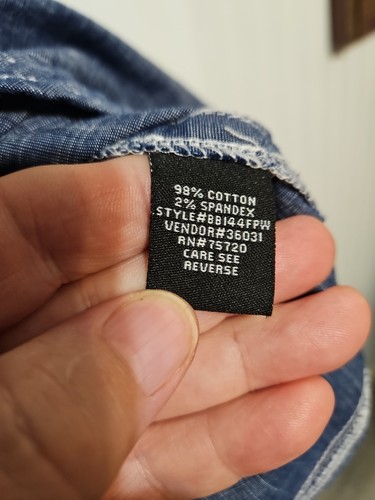 98% COTTON
2% SPANDEX
STYLE#BB144FPW
VENDOR#36031
RN#75720
CARE SEE
REVERSE